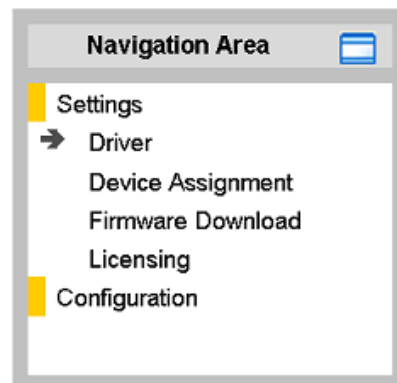 Navigation Area
Settings
Driver
Device Assignment
Firmware Download
Licensing
Configuration